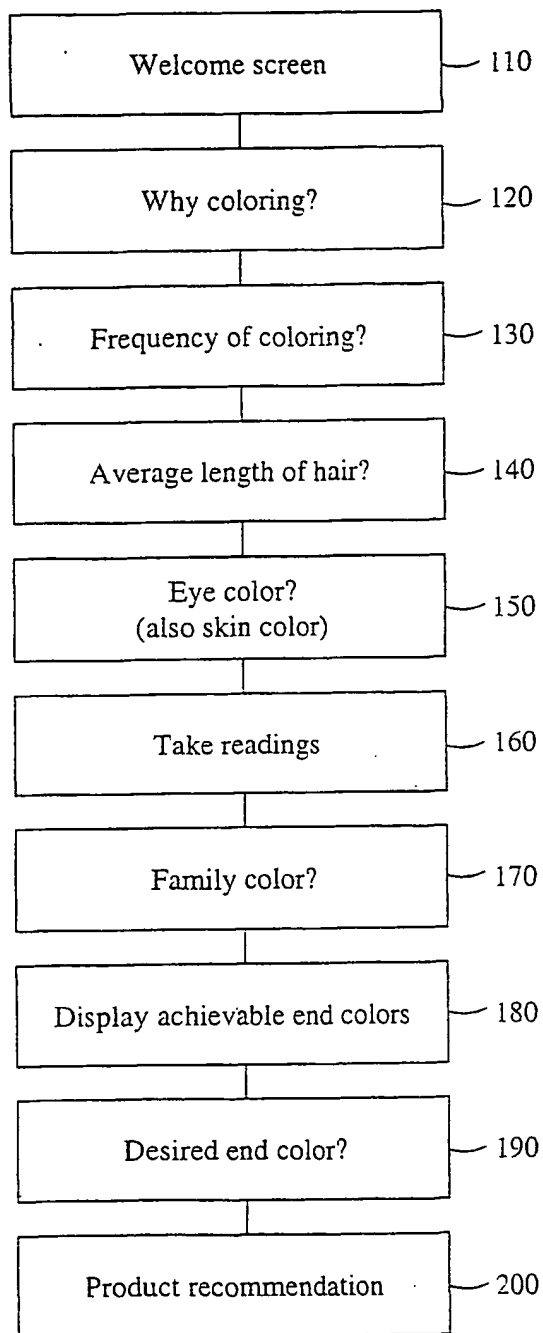 Welcome screen 110
Why coloring? 120
Frequency of coloring? 130
Average length of hair? 140
Eye color?
(also skin color) 150
Take readings 160
Family color? 170
Display achievable end colors 180
Desired end color? 190
Product recommendation 200